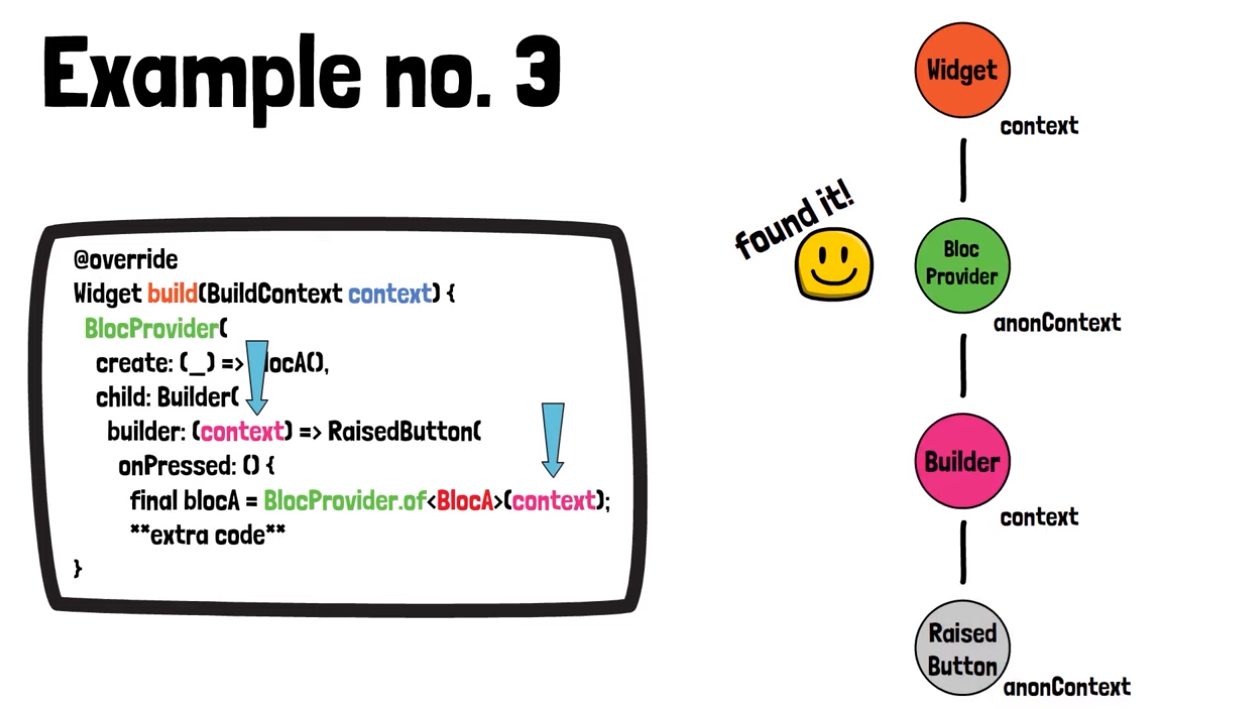 Example no. 3
@override
Widget build(BuildContext context) {
BlocProvider(
create: (_) => locA(),
child: Builder(
builder: (context) => RaisedButton(
onPressed: () {
final blocA = BlocProvider.of<BlocA>(context);
**extra code**
}
found it!
Widget
context
Bloc
Provider
anonContext
Builder
context
Raised
Button
anonContext